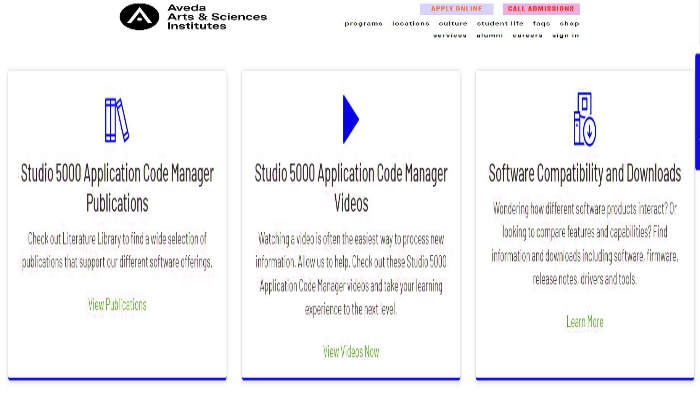 Aveda
Arts & Sciences
Institutes
APPLY ONLINE
CALL ADMISSIONS
programs locations culture student life faqs shop
services alumni careers sign in
Studio 5000 Application Code Manager
Publications
Check out Literature Library to find a wide selection of
publications that support our different software offerings.
View Publications
Studio 5000 Application Code Manager
Videos
Watching a video is often the easiest way to process new
information. Allow us to help. Check out these Studio 5000
Application Code Manager videos and take your learning
experience to the next level.
View Videos Now
Software Compatibility and Downloads
Wondering how different software products interact? Or
looking to compare features and capabilities? Find
information and downloads including software, firmware,
release notes, drivers and tools.
Learn More